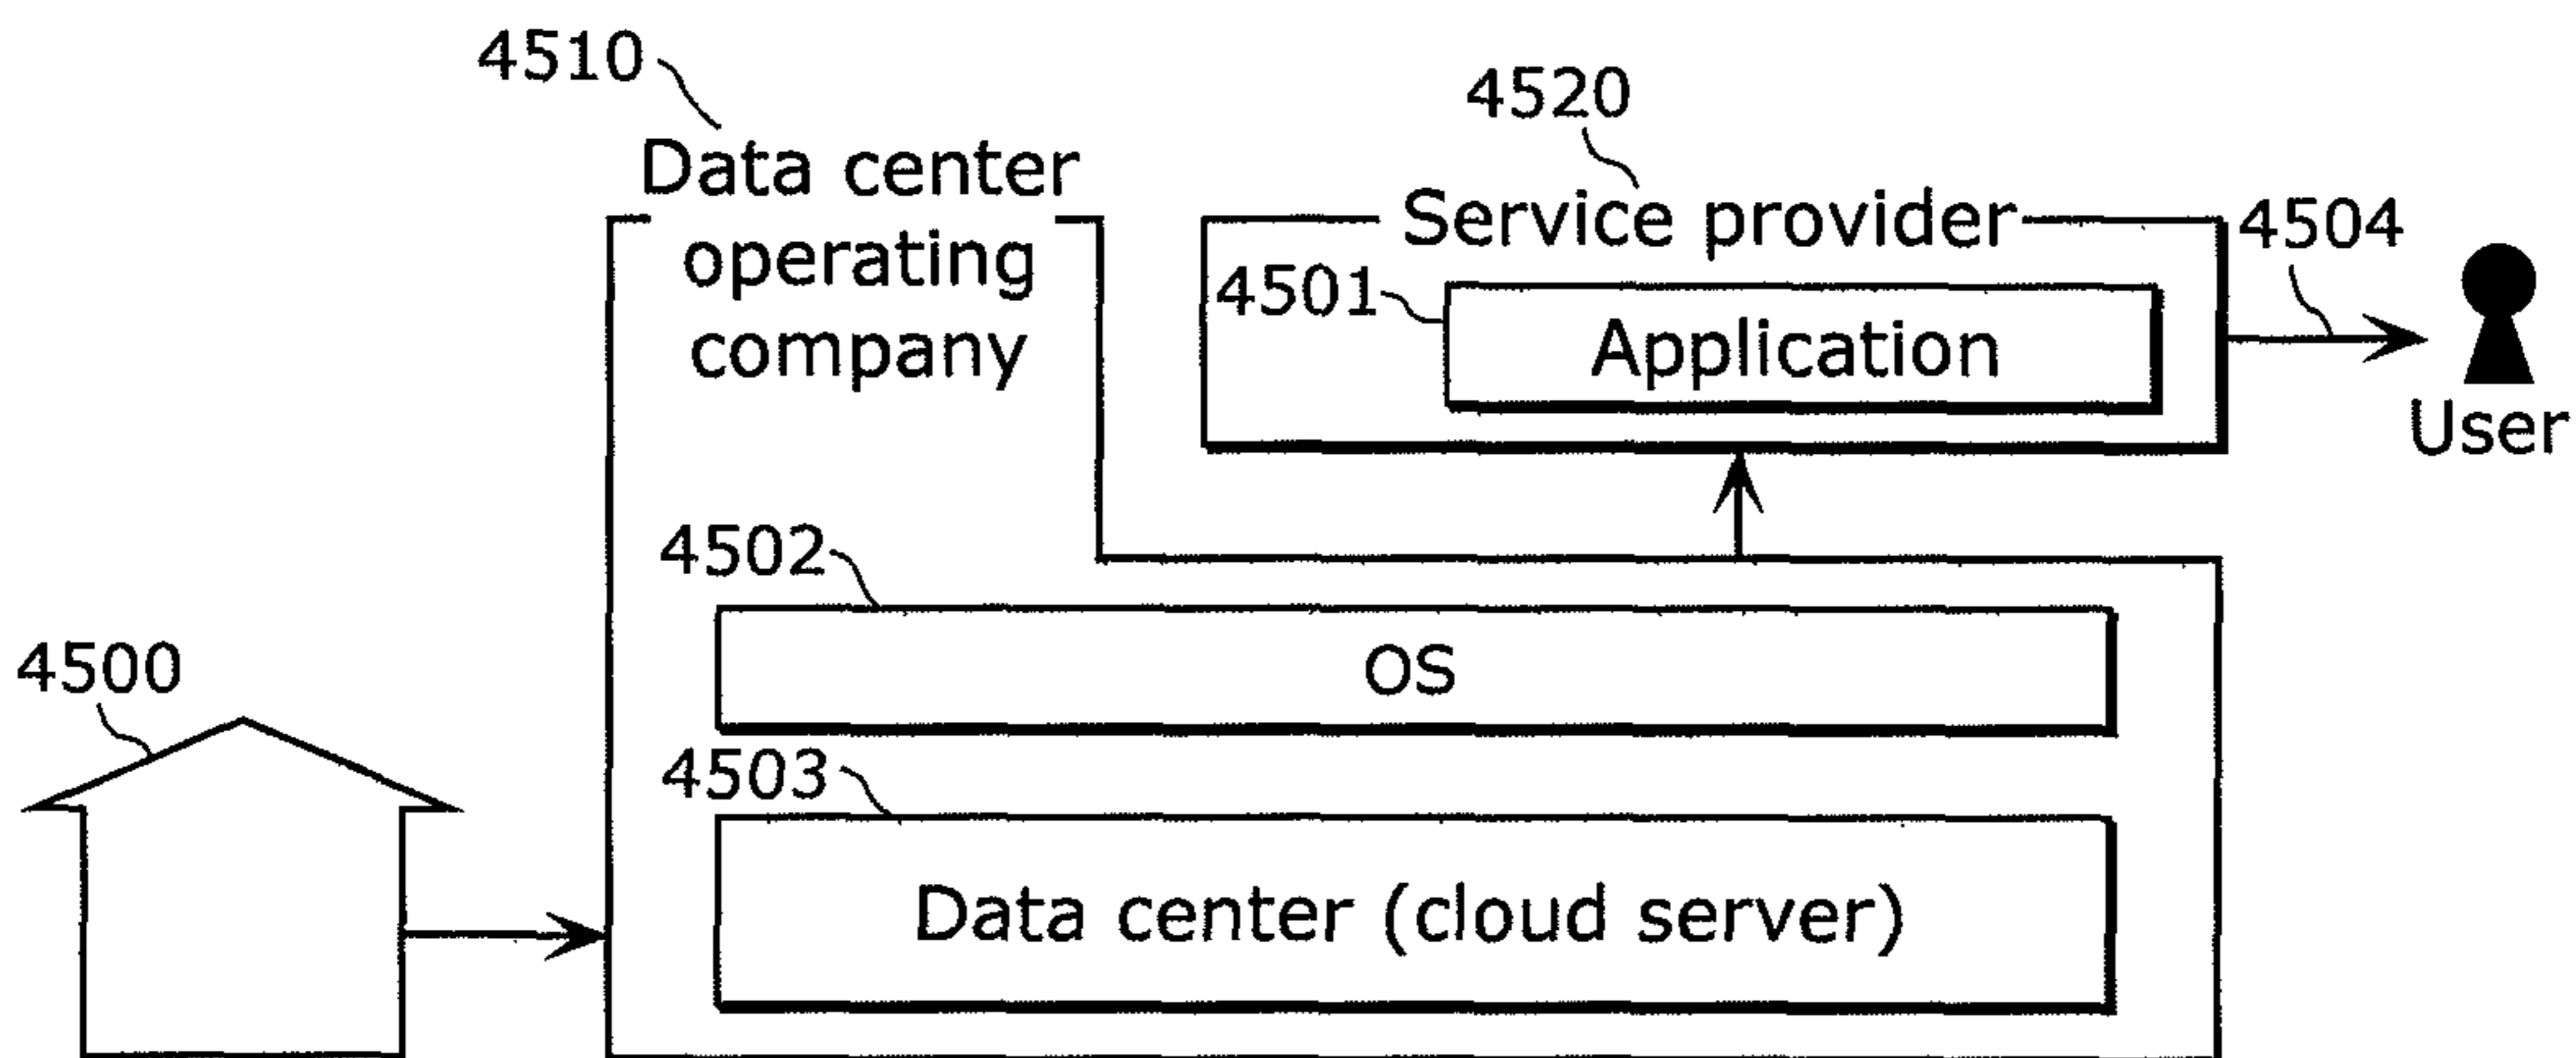 4510
Data center
operating
company
4520
Service provider
4504
4501
Application
User
4502
OS
4500
4503
Data center (cloud server)